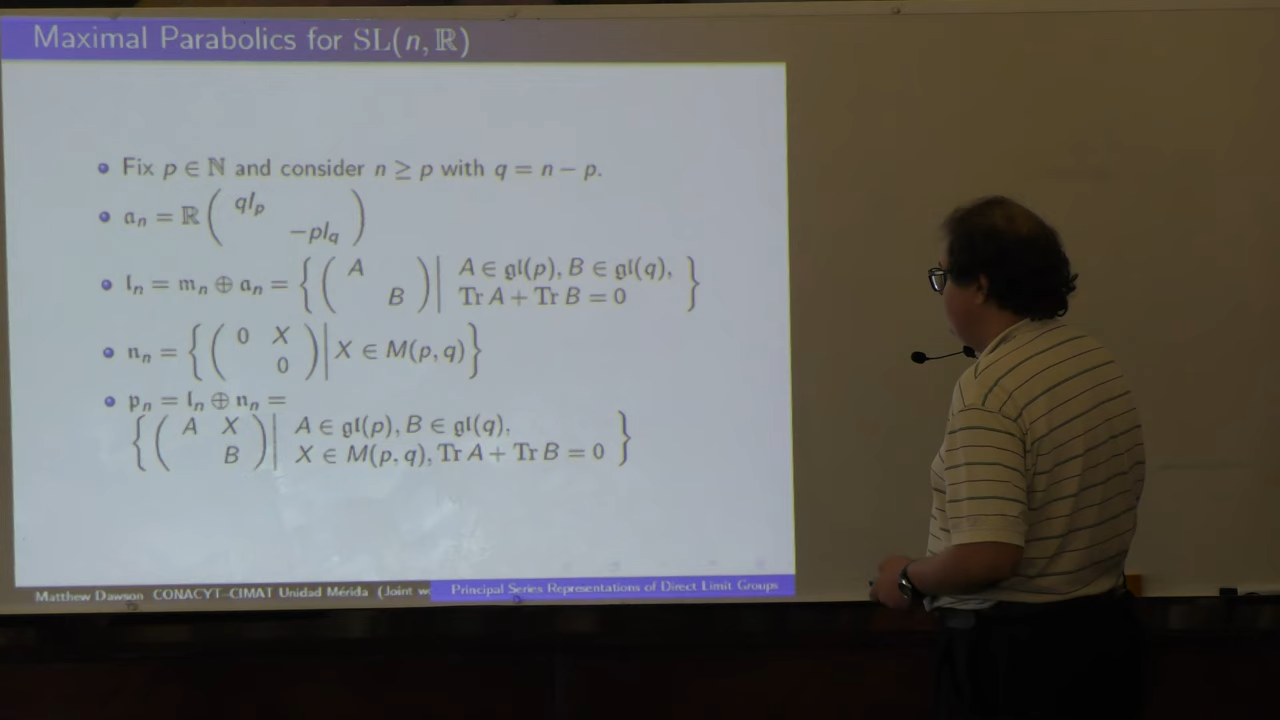 Maximal Parabolics for SL(n, ℝ)
• Fix p ∈ ℕ and consider n ≥ p with q = n − p.
• 𝔞ₙ = ℝ ( qIₚ
−pI_q )
• 𝔩ₙ = 𝔪ₙ ⊕ 𝔞ₙ = { ( A
B ) | A ∈ 𝔤𝔩(p), B ∈ 𝔤𝔩(q),
Tr A + Tr B = 0 }
• 𝔫ₙ = { ( 0 X
0 ) | X ∈ M(p, q) }
• 𝔭ₙ = 𝔩ₙ ⊕ 𝔫ₙ =
{ ( A X
B ) | A ∈ 𝔤𝔩(p), B ∈ 𝔤𝔩(q),
X ∈ M(p, q), Tr A + Tr B = 0 }
Matthew Dawson CONACYT–CIMAT Unidad Mérida (Joint w
Principal Series Representations of Direct Limit Groups